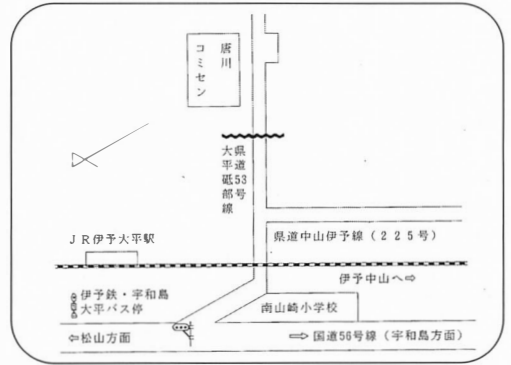 唐川
コミセン
県道53号
大平砥部線
県道中山伊予線（２２５号）
ＪＲ伊予大平駅
伊予中山へ⇨
伊予鉄・宇和島
大平バス停
南山崎小学校
⇦松山方面
⇨国道56号線（宇和島方面）